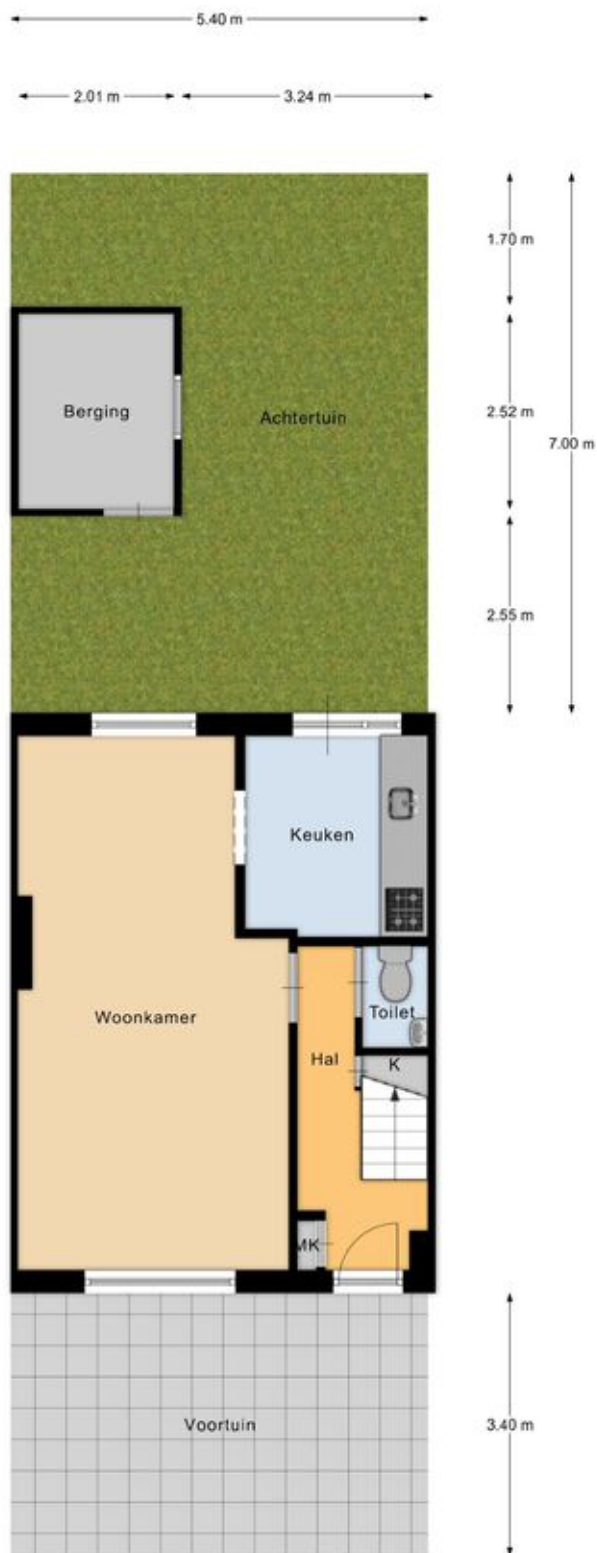 5.40 m
2.01 m 3.24 m
1.70 m
Berging Achtertuin 2.52 m
7.00 m
2.55 m
Keuken
Woonkamer Toilet
Hal K
MK
Voortuin 3.40 m